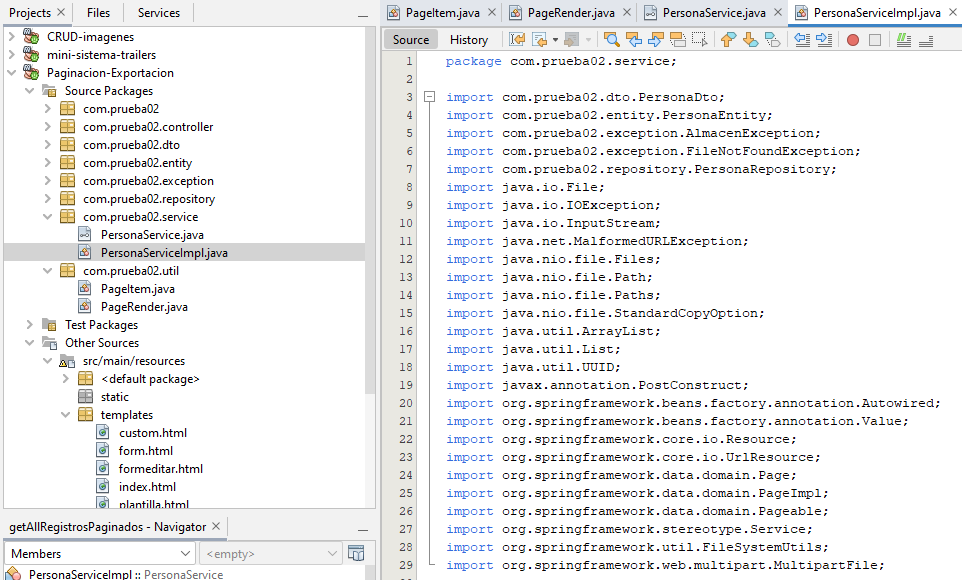 Projects Files Services
CRUD-imagenes
mini-sistema-trailers
Paginacion-Exportacion
Source Packages
com.prueba02
com.prueba02.controller
com.prueba02.dto
com.prueba02.entity
com.prueba02.exception
com.prueba02.repository
com.prueba02.service
PersonaService.java
PersonaServiceImpl.java
com.prueba02.util
PageItem.java
PageRender.java
Test Packages
Other Sources
src/main/resources
<default package>
static
templates
custom.html
form.html
formeditar.html
index.html
plantilla.html
getAllRegistrosPaginados - Navigator
Members <empty>
PersonaServiceImpl :: PersonaService
PageItem.java PageRender.java PersonaService.java PersonaServiceImpl.java
Source History
1 package com.prueba02.service;
2
3 import com.prueba02.dto.PersonaDto;
4 import com.prueba02.entity.PersonaEntity;
5 import com.prueba02.exception.AlmacenException;
6 import com.prueba02.exception.FileNotFoundException;
7 import com.prueba02.repository.PersonaRepository;
8 import java.io.File;
9 import java.io.IOException;
10 import java.io.InputStream;
11 import java.net.MalformedURLException;
12 import java.nio.file.Files;
13 import java.nio.file.Path;
14 import java.nio.file.Paths;
15 import java.nio.file.StandardCopyOption;
16 import java.util.ArrayList;
17 import java.util.List;
18 import java.util.UUID;
19 import javax.annotation.PostConstruct;
20 import org.springframework.beans.factory.annotation.Autowired;
21 import org.springframework.beans.factory.annotation.Value;
22 import org.springframework.core.io.Resource;
23 import org.springframework.core.io.UrlResource;
24 import org.springframework.data.domain.Page;
25 import org.springframework.data.domain.PageImpl;
26 import org.springframework.data.domain.Pageable;
27 import org.springframework.stereotype.Service;
28 import org.springframework.util.FileSystemUtils;
29 import org.springframework.web.multipart.MultipartFile;